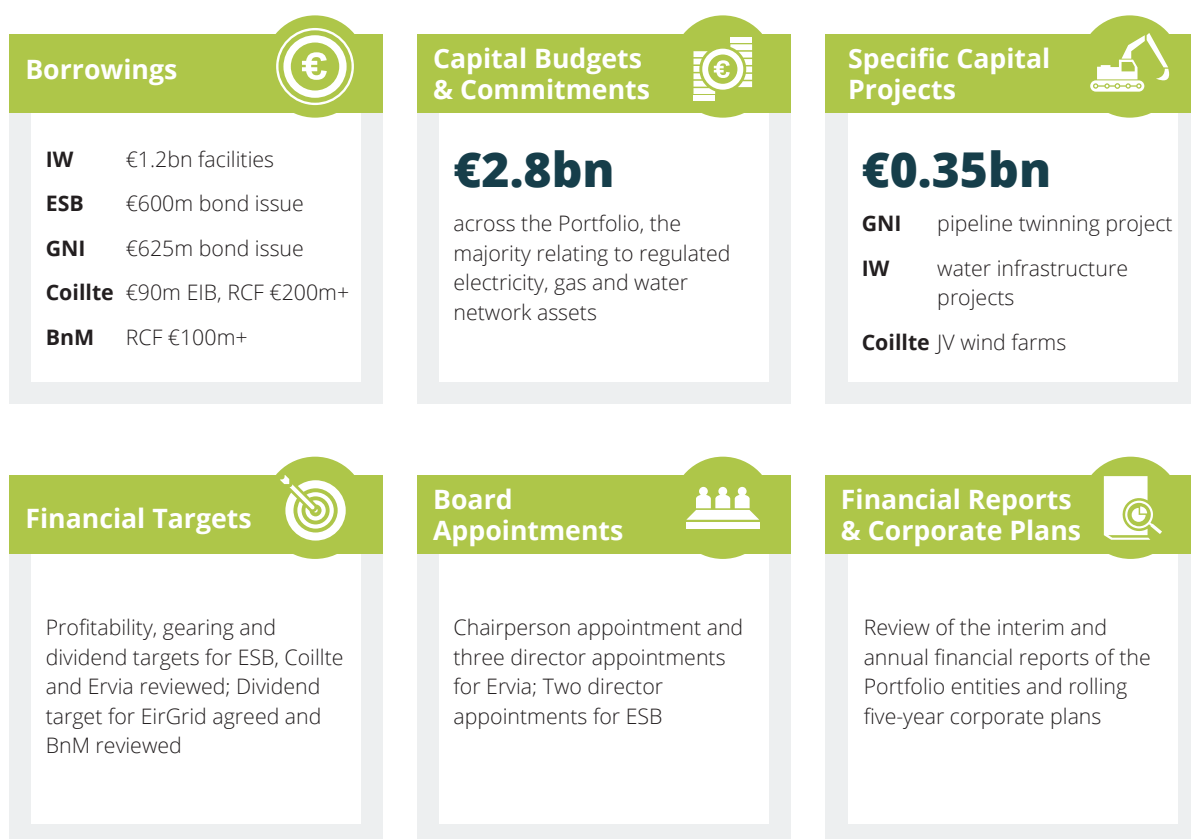 Borrowings
€
IW €1.2bn facilities
ESB €600m bond issue
GNI €625m bond issue
Coillte €90m EIB, RCF €200m+
BnM RCF €100m+
Capital Budgets
& Commitments
€
€2.8bn
across the Portfolio, the
majority relating to regulated
electricity, gas and water
network assets
Specific Capital
Projects
€0.35bn
GNI pipeline twinning project
IW water infrastructure
projects
Coillte JV wind farms
Financial Targets
Profitability, gearing and
dividend targets for ESB, Coillte
and Ervia reviewed; Dividend
target for EirGrid agreed and
BnM reviewed
Board
Appointments
Chairperson appointment and
three director appointments
for Ervia; Two director
appointments for ESB
Financial Reports
& Corporate Plans
Review of the interim and
annual financial reports of the
Portfolio entities and rolling
five-year corporate plans